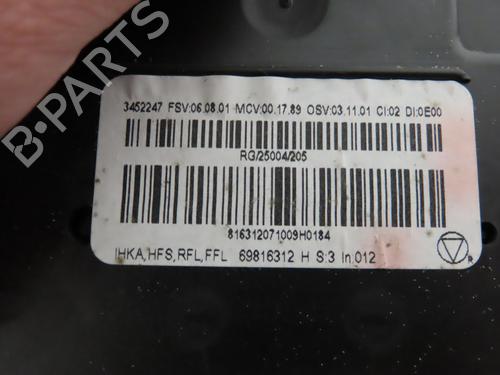 3452247 FSV:06.08.01 MCV:00.17.89 OSV:03.11.01 CI:02 DI:0E00
RG/25004/205
816312071009H0184
IHKA,HFS,RFL,FFL 69816312 H S:3 In.012
R
B-PARTS